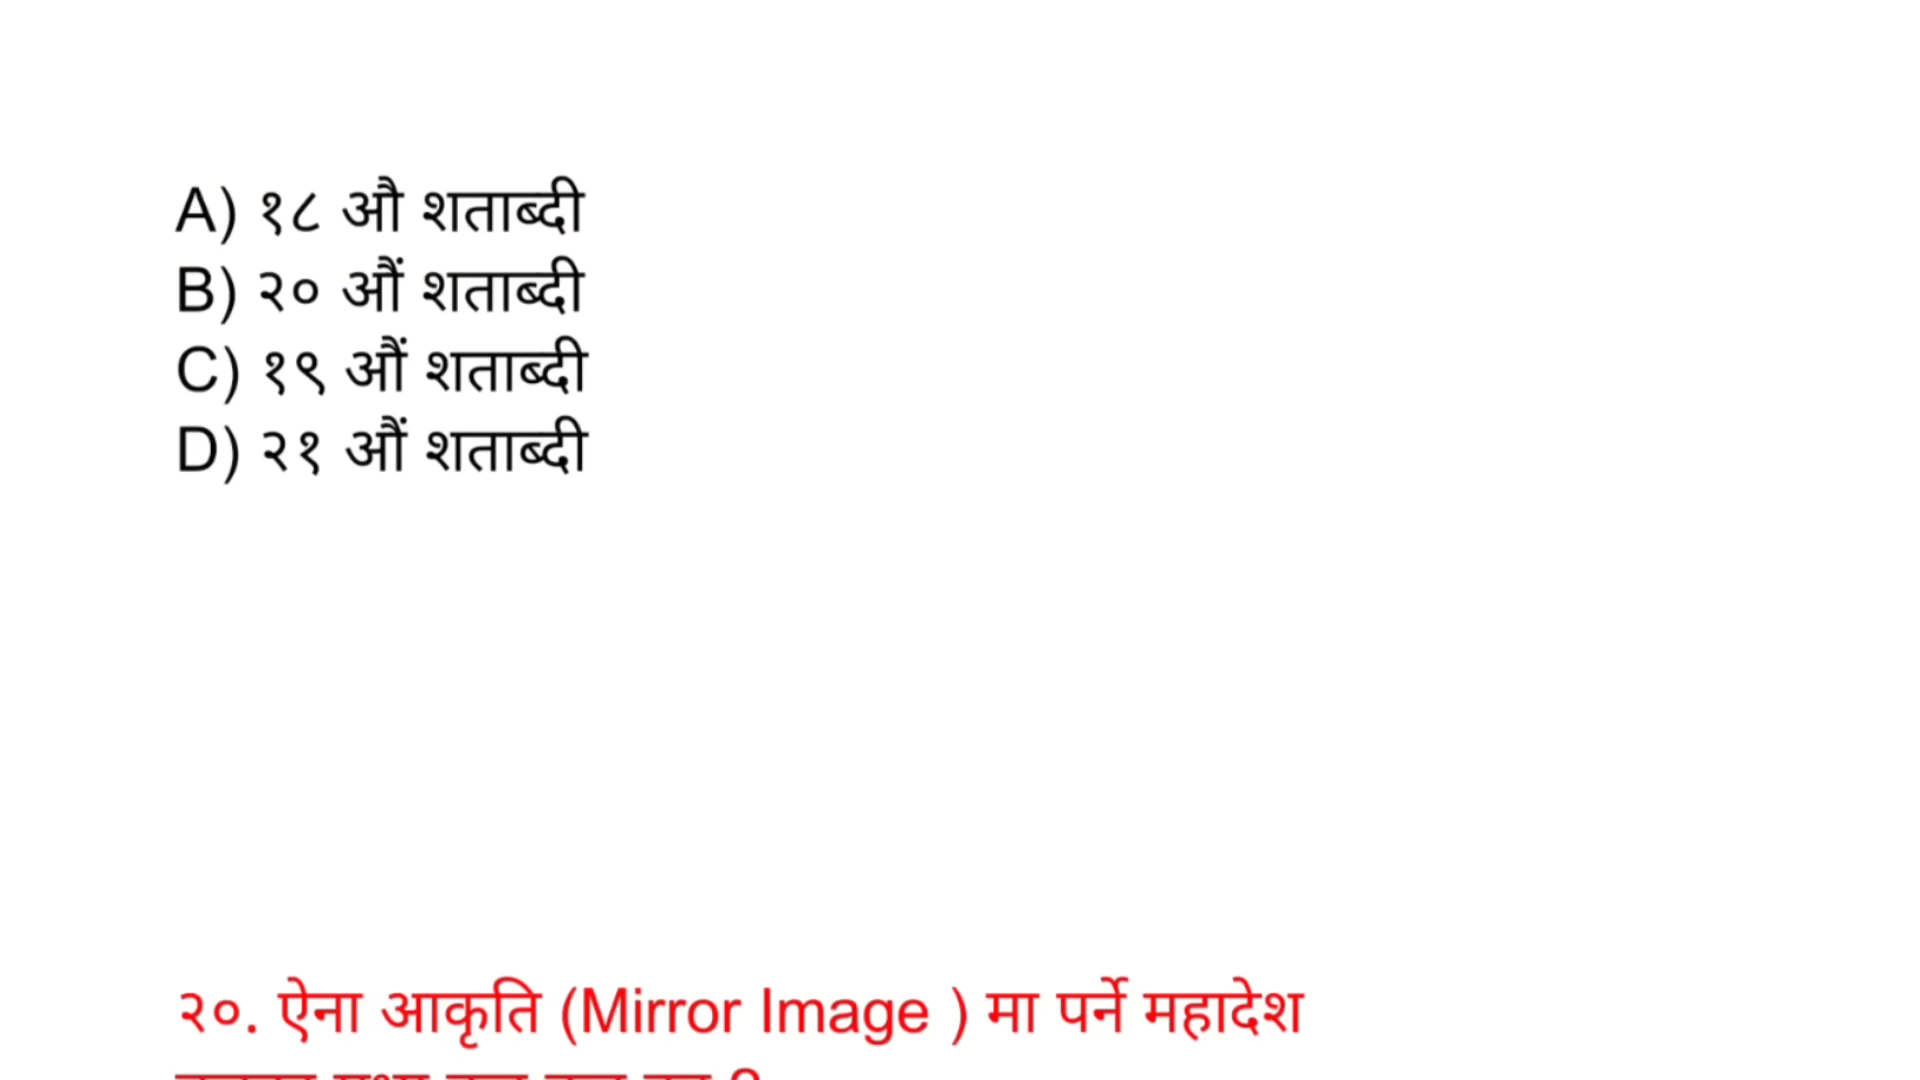 A) १८ औ शताब्दी
B) २० औं शताब्दी
C) १९ औं शताब्दी
D) २१ औं शताब्दी
२०. ऐना आकृति (Mirror Image ) मा पर्ने महादेश